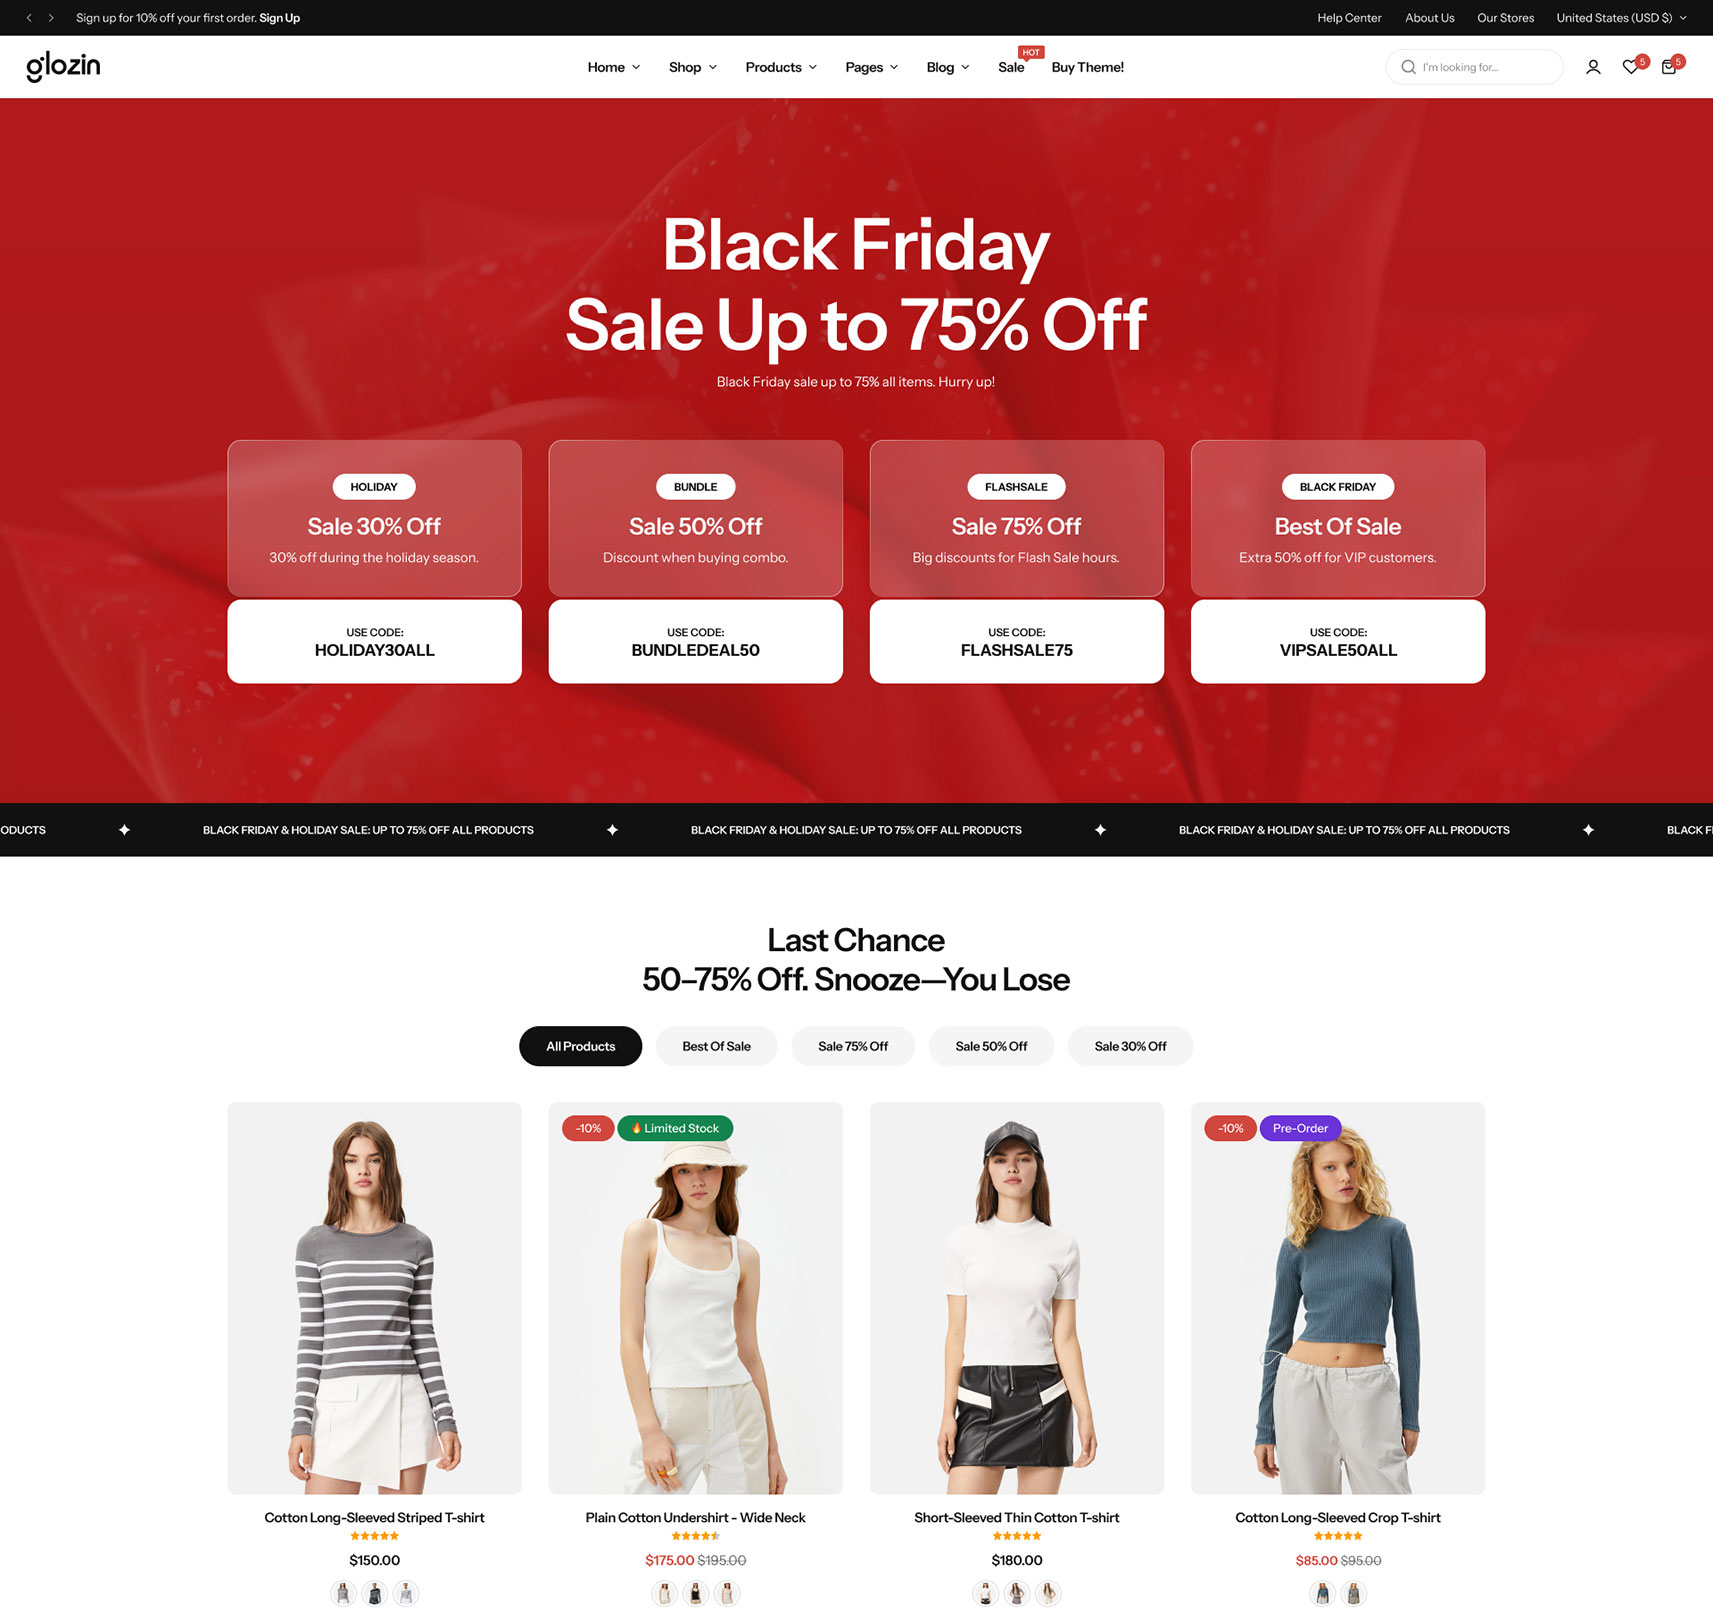 Sign up for 10% off your first order. Sign Up
Help Center
About Us
Our Stores
United States (USD $)
glozin
Home
Shop
Products
Pages
Blog
Sale
HOT
Buy Theme!
I'm looking for...
5
5
Black Friday
Sale Up to 75% Off
Black Friday sale up to 75% all items. Hurry up!
HOLIDAY
Sale 30% Off
30% off during the holiday season.
USE CODE:
HOLIDAY30ALL
BUNDLE
Sale 50% Off
Discount when buying combo.
USE CODE:
BUNDLEDEAL50
FLASHSALE
Sale 75% Off
Big discounts for Flash Sale hours.
USE CODE:
FLASHSALE75
BLACK FRIDAY
Best Of Sale
Extra 50% off for VIP customers.
USE CODE:
VIPSALE50ALL
ODUCTS
BLACK FRIDAY & HOLIDAY SALE: UP TO 75% OFF ALL PRODUCTS
BLACK FRIDAY & HOLIDAY SALE: UP TO 75% OFF ALL PRODUCTS
BLACK FRIDAY & HOLIDAY SALE: UP TO 75% OFF ALL PRODUCTS
BLACK F
Last Chance
50–75% Off. Snooze—You Lose
All Products
Best Of Sale
Sale 75% Off
Sale 50% Off
Sale 30% Off
Cotton Long-Sleeved Striped T-shirt
$150.00
-10%
Limited Stock
Plain Cotton Undershirt - Wide Neck
$175.00 $195.00
Short-Sleeved Thin Cotton T-shirt
$180.00
-10%
Pre-Order
Cotton Long-Sleeved Crop T-shirt
$85.00 $95.00